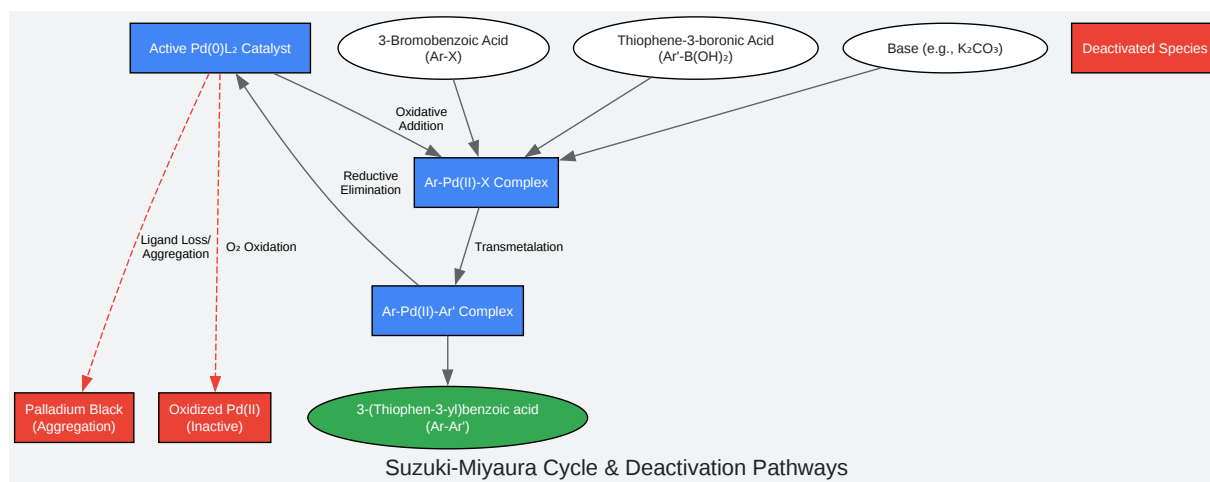 Active Pd(0)L₂ Catalyst
3-Bromobenzoic Acid
(Ar-X)
Thiophene-3-boronic Acid
(Ar'-B(OH)₂)
Base (e.g., K₂CO₃)
Deactivated Species
Oxidative
Addition
Reductive
Elimination
Ar-Pd(II)-X Complex
Ligand Loss/
Aggregation
O₂ Oxidation
Transmetalation
Ar-Pd(II)-Ar' Complex
Palladium Black
(Aggregation)
Oxidized Pd(II)
(Inactive)
3-(Thiophen-3-yl)benzoic acid
(Ar-Ar')
Suzuki-Miyaura Cycle & Deactivation Pathways